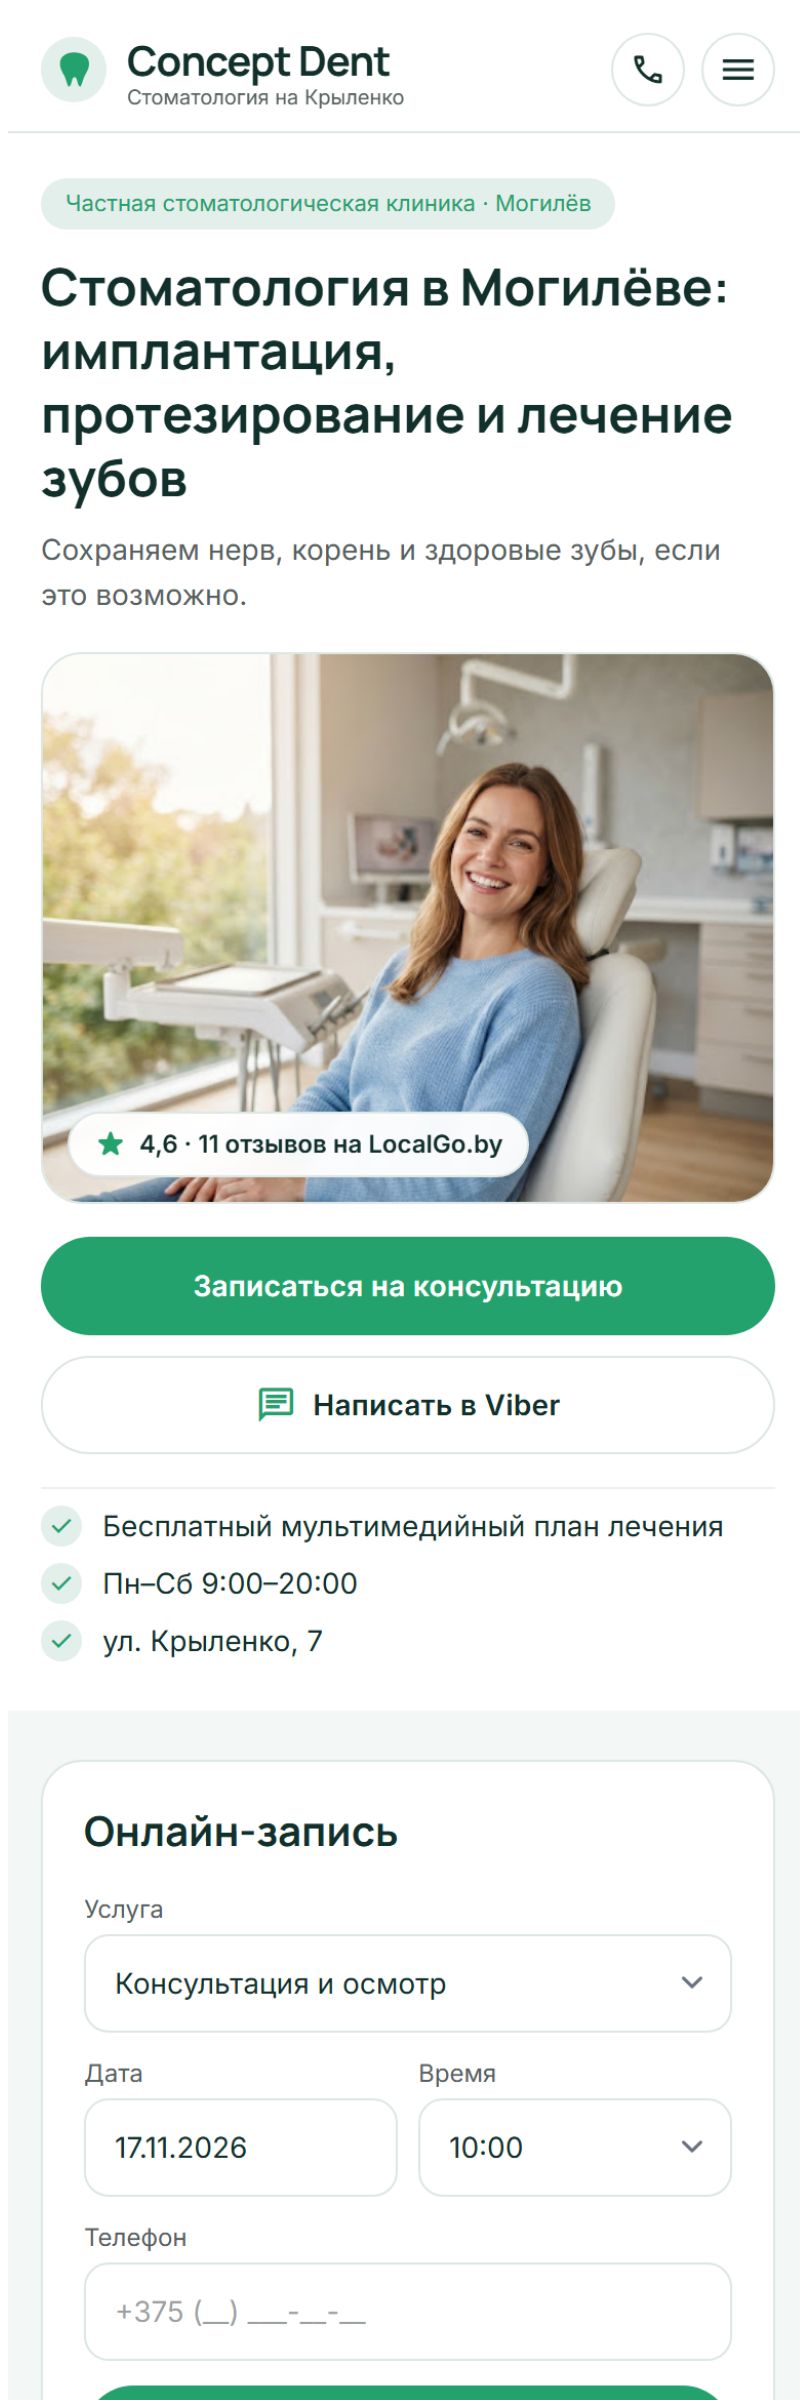 Concept Dent
Стоматология на Крыленко
Частная стоматологическая клиника · Могилёв
Стоматология в Могилёве:
имплантация,
протезирование и лечение
зубов
Сохраняем нерв, корень и здоровые зубы, если
это возможно.
4,6 · 11 отзывов на LocalGo.by
Записаться на консультацию
Написать в Viber
Бесплатный мультимедийный план лечения
Пн–Сб 9:00–20:00
ул. Крыленко, 7
Онлайн-запись
Услуга
Консультация и осмотр
Дата
Время
17.11.2026
10:00
Телефон
+375 (__) ___-__-__